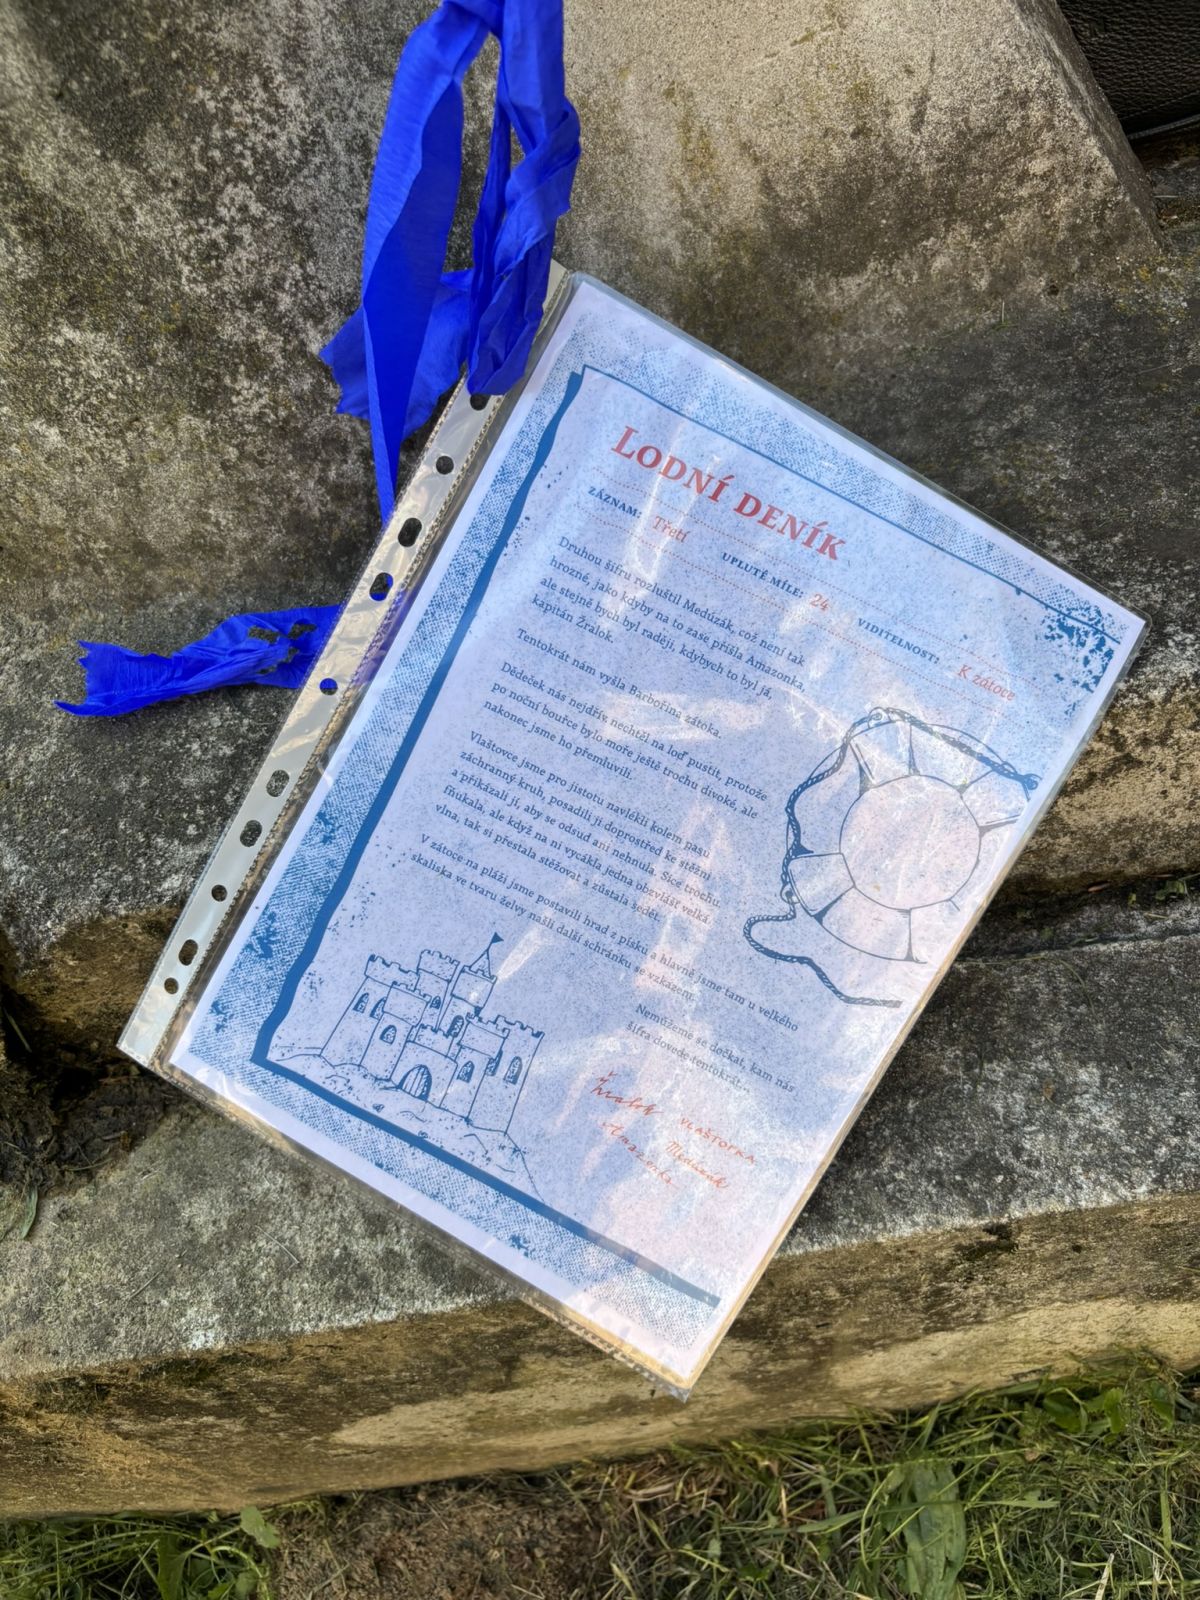 LODNÍ DENÍK
ZÁZNAM: Třetí UPLUTÉ MÍLE: 24 VIDITELNOST: K zátoce
Druhou šifru rozluštil Medúzák, což není tak
hrozné, jako kdyby na to zase přišla Amazonka,
ale stejně bych byl raději, kdybych to byl já,
kapitán Žralok.
Tentokrát nám vyšla Barbořina zátoka.
Dědeček nás nejdřív nechtěl na loď pustit, protože
po noční bouřce bylo moře ještě trochu divoké, ale
nakonec jsme ho přemluvili.
Vlaštovce jsme pro jistotu navlékli kolem pasu
záchranný kruh, posadili ji doprostřed ke stěžni
a přikázali jí, aby se odsud ani nehnula. Sice trochu
fňukala, ale když na ni vycákla jedna obzvlášť velká
vlna, tak si přestala stěžovat a zůstala sedět.
V zátoce na pláži jsme postavili hrad z písku a hlavně jsme tam u velkého
skaliska ve tvaru želvy našli další schránku se vzkazem.
Nemůžeme se dočkat, kam nás
šifra dovede tentokrát...
Žralok VLAŠTOVKA
Amazonka Medúzák